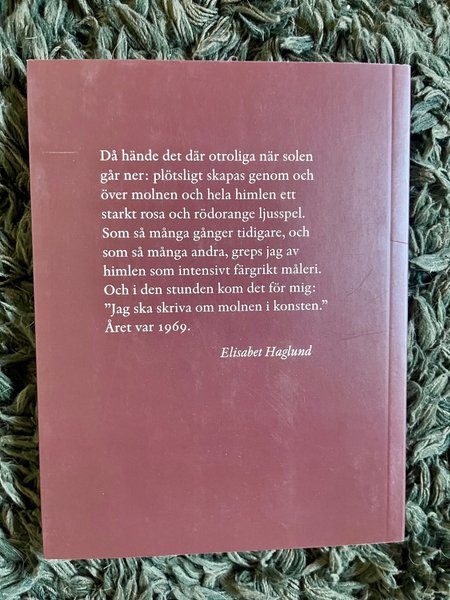 Då hände det där otroliga när solen
går ner: plötsligt skapas genom och
över molnen och hela himlen ett
starkt rosa och rödorange ljusspel.
Som så många gånger tidigare, och
som så många andra, greps jag av
himlen som intensivt färgrikt måleri.
Och i den stunden kom det för mig:
”Jag ska skriva om molnen i konsten.”
Året var 1969.
Elisabet Haglund